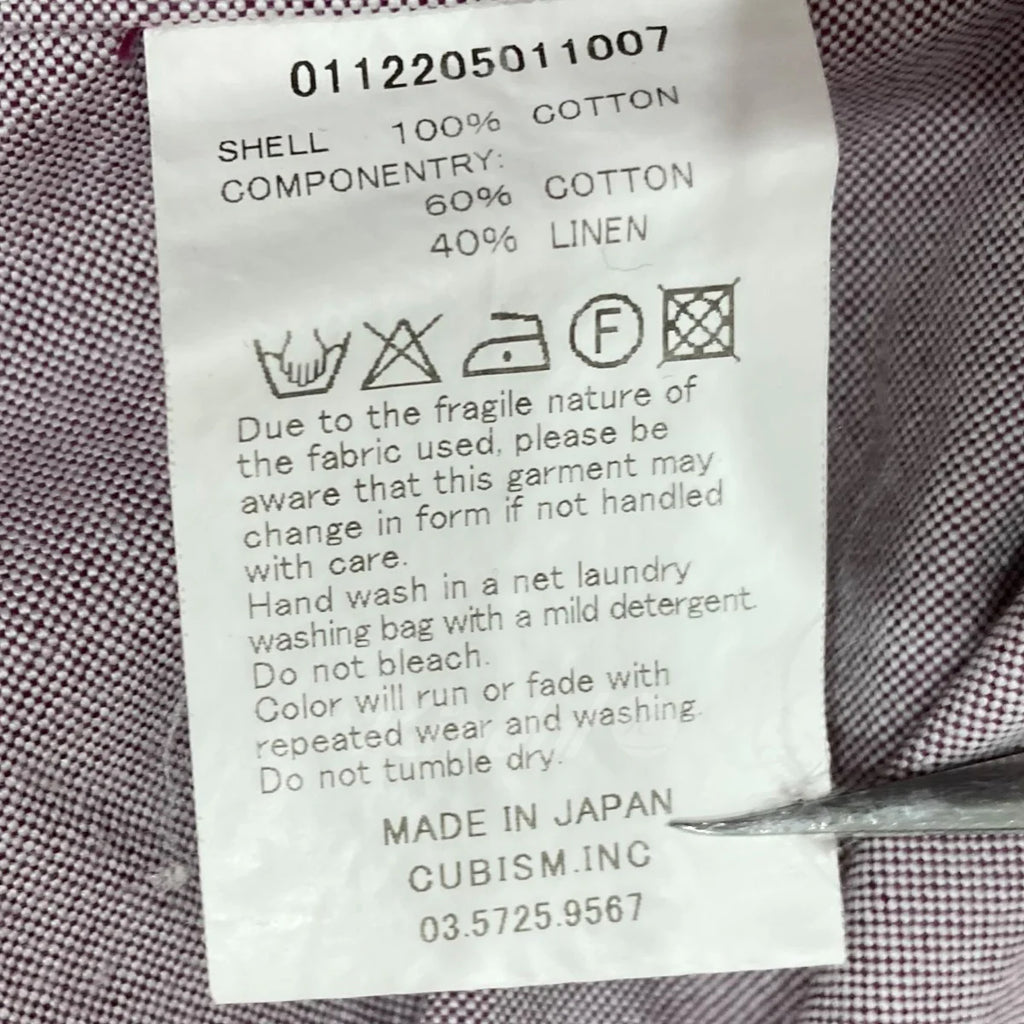 0112205011007
SHELL 100% COTTON
COMPONENTRY:
60% COTTON
40% LINEN
F
Due to the fragile nature of
the fabric used, please be
aware that this garment may
change in form if not handled
with care.
Hand wash in a net laundry
washing bag with a mild detergent.
Do not bleach.
Color will run or fade with
repeated wear and washing.
Do not tumble dry.
MADE IN JAPAN
CUBISM.INC
03.5725.9567